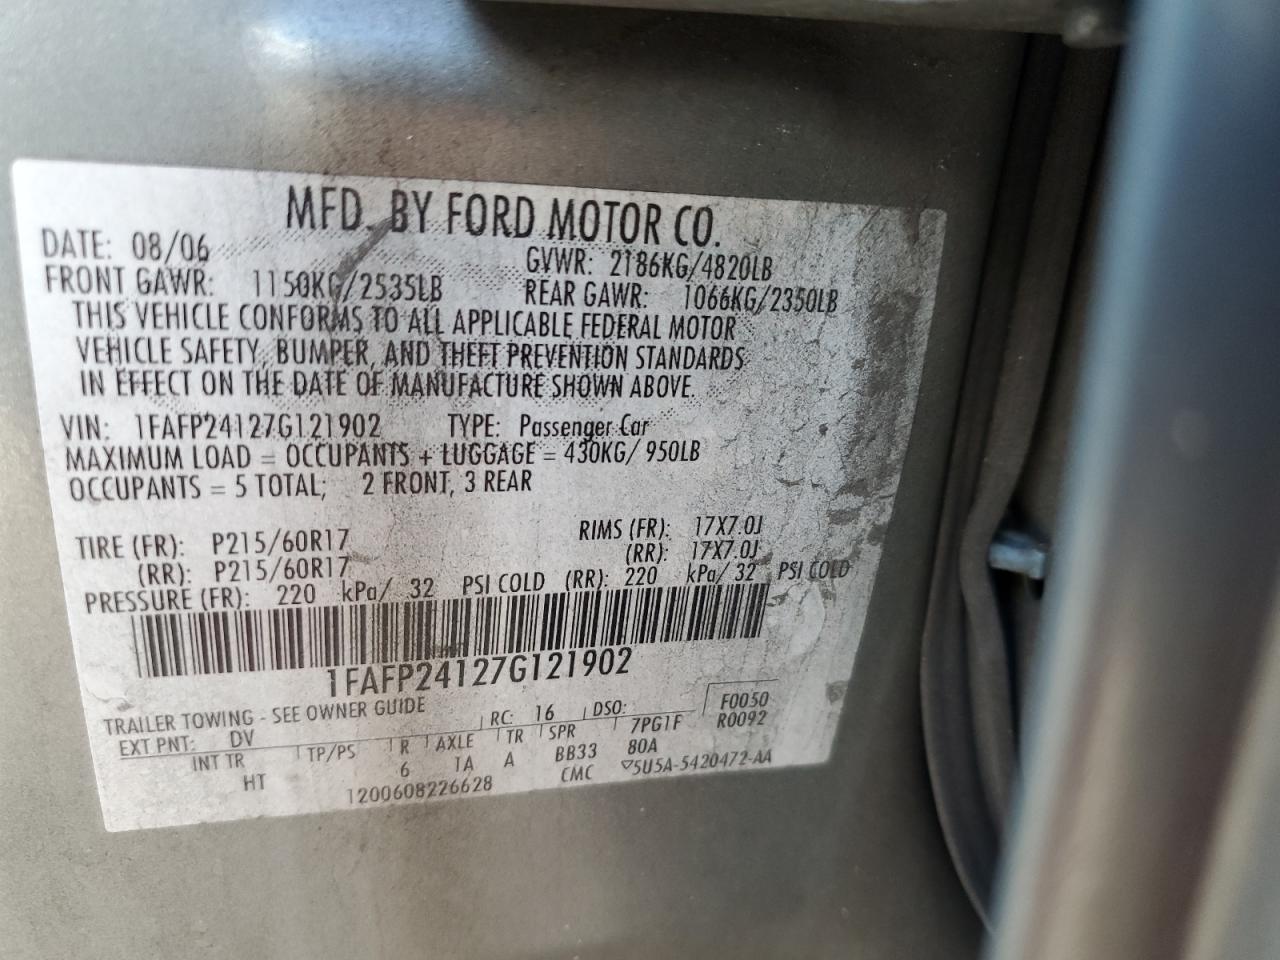 MFD. BY FORD MOTOR CO.
DATE: 08/06 GVWR: 2186KG/4820LB
FRONT GAWR: 1150KG/2535LB REAR GAWR: 1066KG/2350LB
THIS VEHICLE CONFORMS TO ALL APPLICABLE FEDERAL MOTOR
VEHICLE SAFETY, BUMPER, AND THEFT PREVENTION STANDARDS
IN EFFECT ON THE DATE OF MANUFACTURE SHOWN ABOVE.
VIN: 1FAFP24127G121902 TYPE: Passenger Car
MAXIMUM LOAD = OCCUPANTS + LUGGAGE = 430KG/ 950LB
OCCUPANTS = 5 TOTAL; 2 FRONT, 3 REAR
TIRE (FR): P215/60R17 RIMS (FR): 17X7.0J
(RR): P215/60R17 (RR): 17X7.0J
PRESSURE (FR): 220 kPa/ 32 PSI COLD (RR): 220 kPa/ 32 PSI COLD
1FAFP24127G121902
TRAILER TOWING - SEE OWNER GUIDE F0050
EXT PNT: DV RC: 16 DSO: 7PG1F R0092
INT TR TP/PS R AXLE TR SPR
HT 6 1A A BB33 80A
1200608226628 CMC 5U5A-5420472-AA